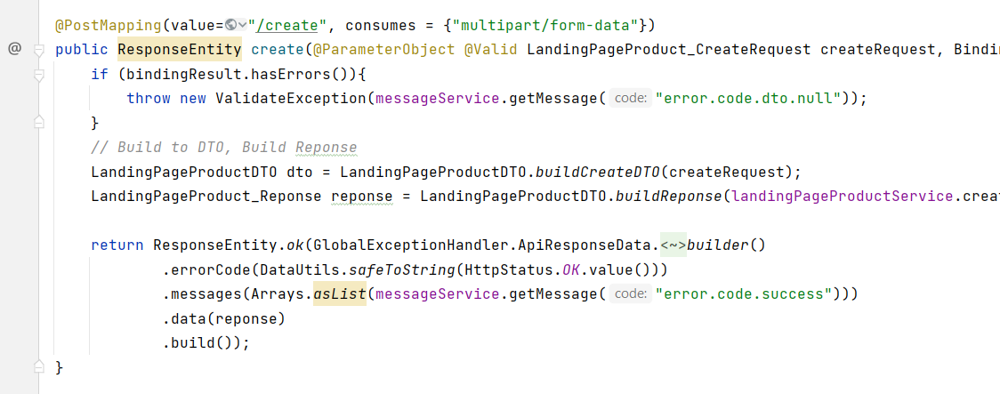 @PostMapping(value="/create", consumes = {"multipart/form-data"})
@ public ResponseEntity create(@ParameterObject @Valid LandingPageProduct_CreateRequest createRequest, Bindin
if (bindingResult.hasErrors()){
throw new ValidateException(messageService.getMessage( code: "error.code.dto.null"));
}
// Build to DTO, Build Reponse
LandingPageProductDTO dto = LandingPageProductDTO.buildCreateDTO(createRequest);
LandingPageProduct_Reponse reponse = LandingPageProductDTO.buildReponse(landingPageProductService.crea
return ResponseEntity.ok(GlobalExceptionHandler.ApiResponseData.<~>builder()
.errorCode(DataUtils.safeToString(HttpStatus.OK.value()))
.messages(Arrays.asList(messageService.getMessage( code: "error.code.success")))
.data(reponse)
.build());
}